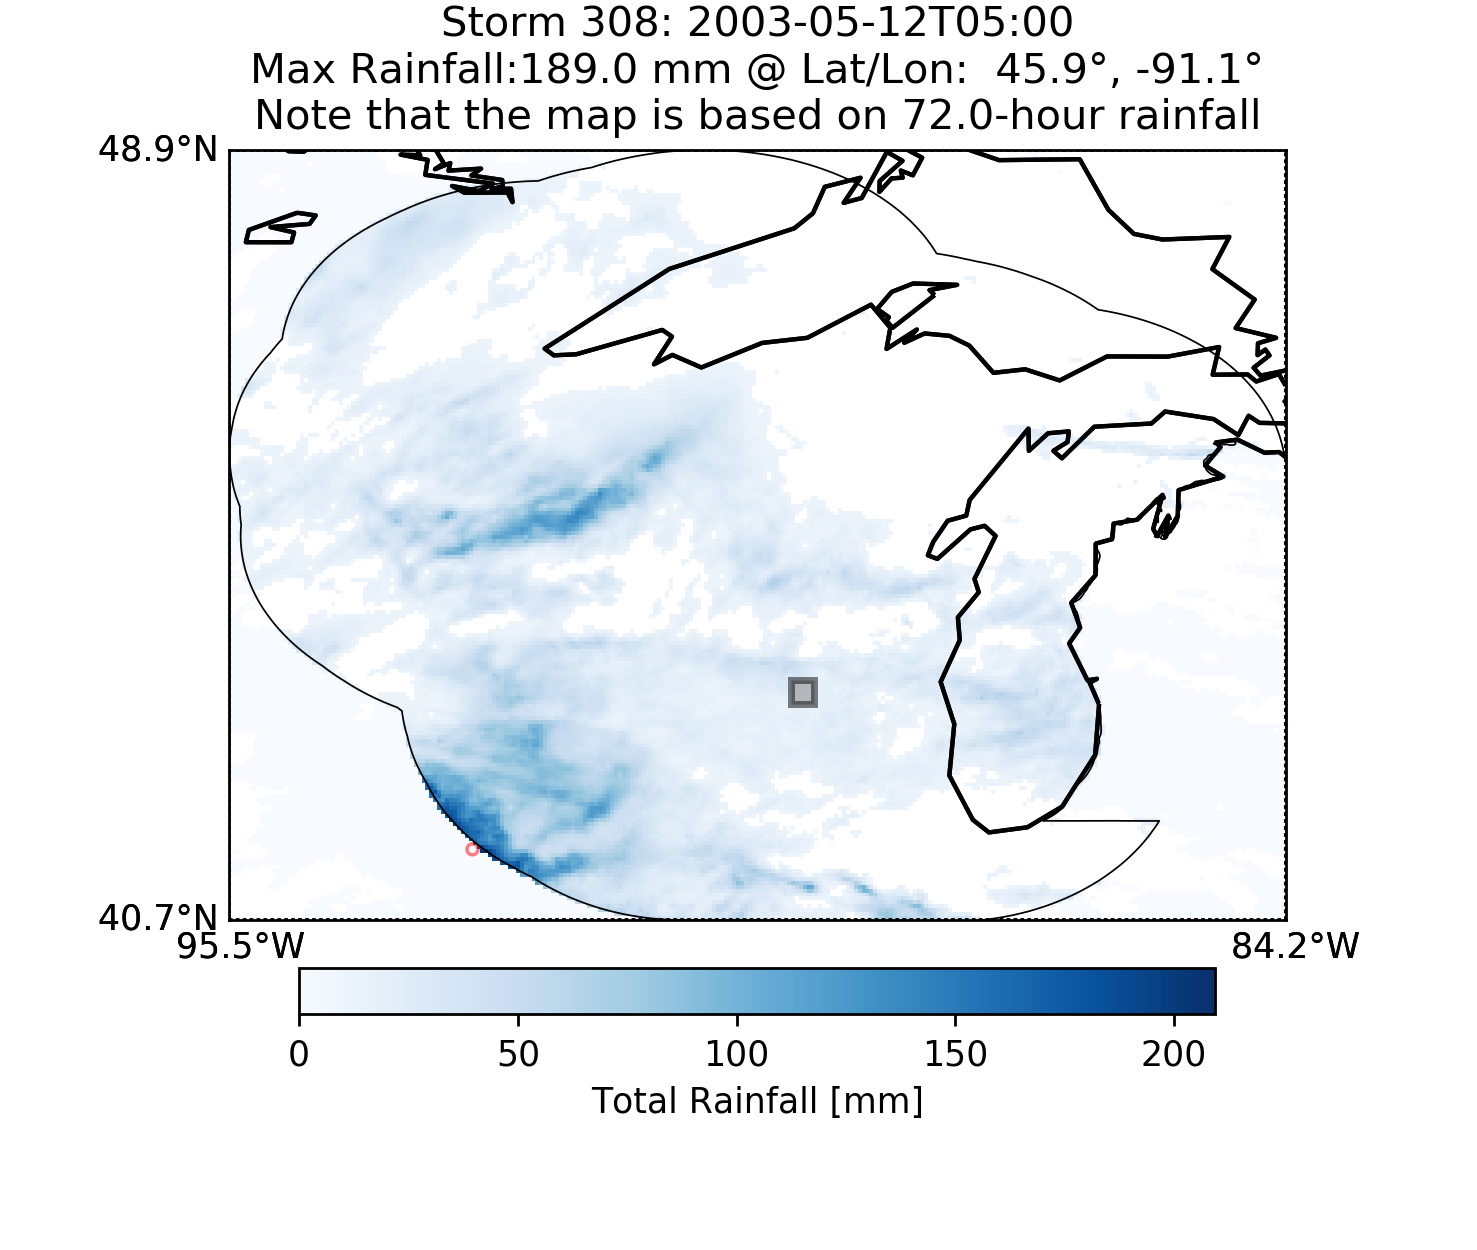 Storm 308: 2003-05-12T05:00
Max Rainfall:189.0 mm @ Lat/Lon:  45.9°, -91.1°
Note that the map is based on 72.0-hour rainfall
48.9°N
40.7°N
95.5°W 84.2°W
0 50 100 150 200
Total Rainfall [mm]